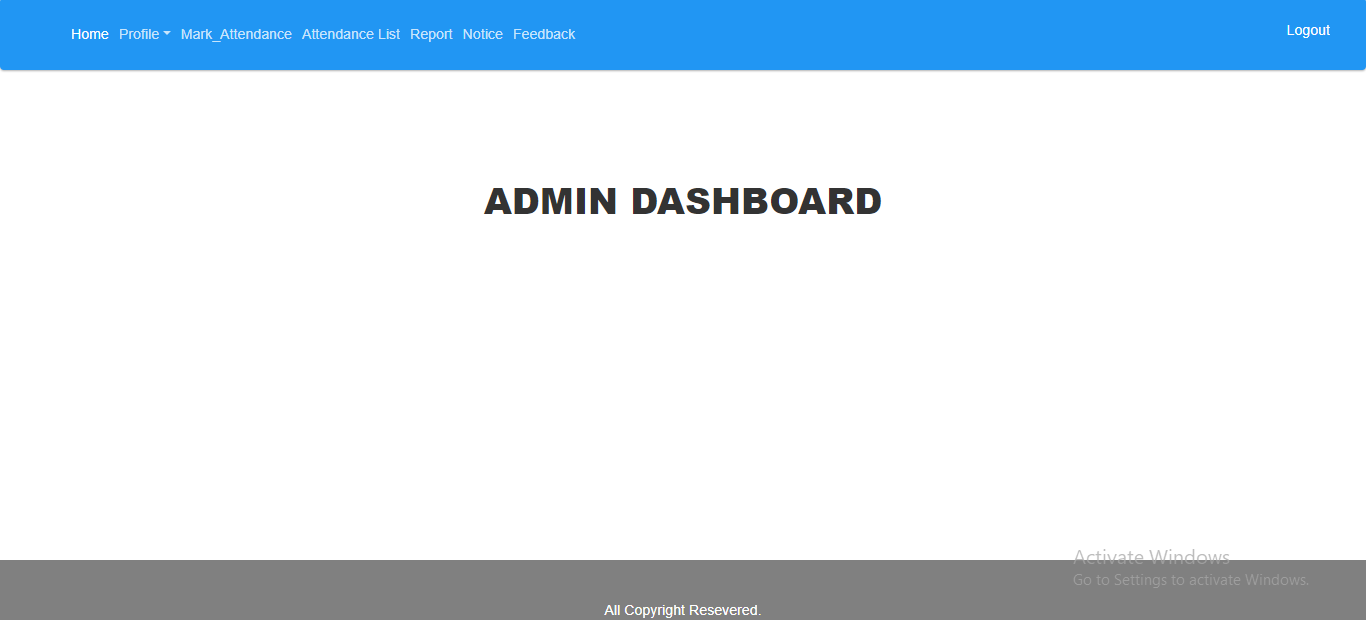 Home Profile Mark_Attendance Attendance List Report Notice Feedback Logout
ADMIN DASHBOARD
Activate Windows
Go to Settings to activate Windows.
All Copyright Resevered.